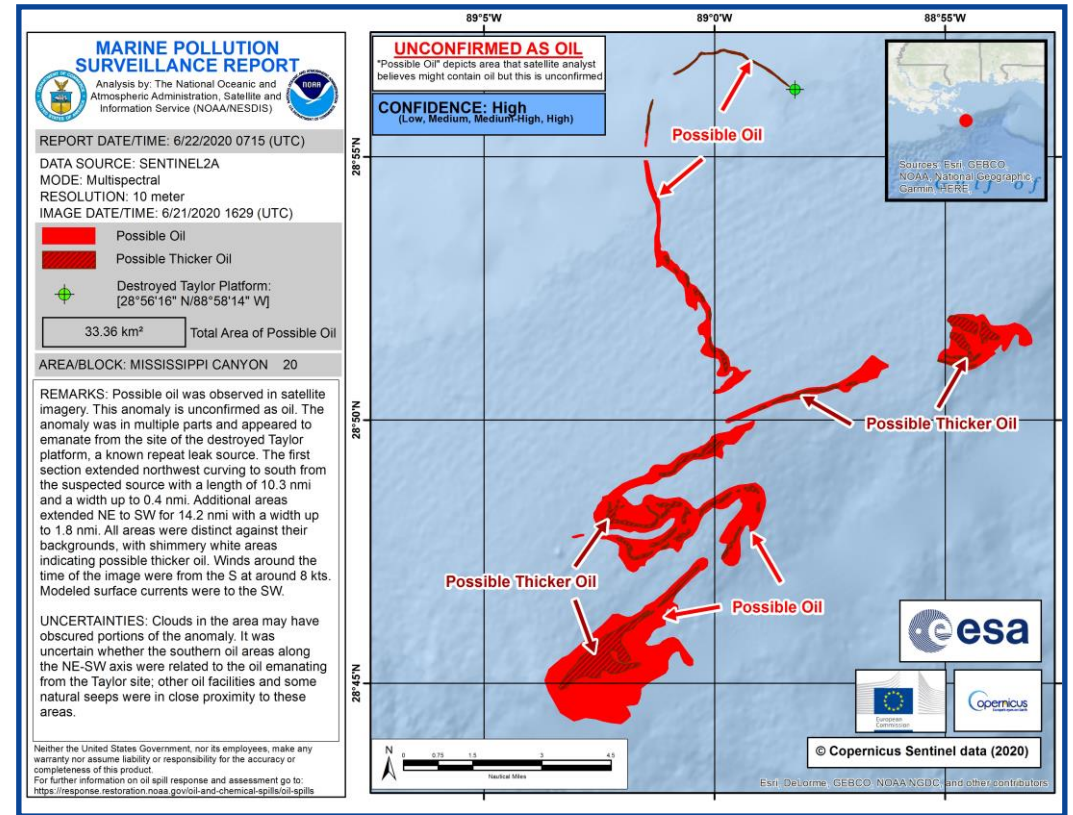 MARINE POLLUTION
SURVEILLANCE REPORT
Analysis by: The National Oceanic and
Atmospheric Administration, Satellite and
Information Service (NOAA/NESDIS)
NOAA
REPORT DATE/TIME: 6/22/2020 0715 (UTC)
DATA SOURCE: SENTINEL2A
MODE: Multispectral
RESOLUTION: 10 meter
IMAGE DATE/TIME: 6/21/2020 1629 (UTC)
Possible Oil
Possible Thicker Oil
Destroyed Taylor Platform:
[28°56'16" N/88°58'14" W]
33.36 km² Total Area of Possible Oil
AREA/BLOCK: MISSISSIPPI CANYON 20
REMARKS: Possible oil was observed in satellite
imagery. This anomaly is unconfirmed as oil. The
anomaly was in multiple parts and appeared to
emanate from the site of the destroyed Taylor
platform, a known repeat leak source. The first
section extended northwest curving to south from
the suspected source with a length of 10.3 nmi
and a width up to 0.4 nmi. Additional areas
extended NE to SW for 14.2 nmi with a width up
to 1.8 nmi. All areas were distinct against their
backgrounds, with shimmery white areas
indicating possible thicker oil. Winds around the
time of the image were from the S at around 8 kts.
Modeled surface currents were to the SW.
UNCERTAINTIES: Clouds in the area may have
obscured portions of the anomaly. It was
uncertain whether the southern oil areas along
the NE-SW axis were related to the oil emanating
from the Taylor site; other oil facilities and some
natural seeps were in close proximity to these
areas.
Neither the United States Government, nor its employees, make any
warranty nor assume liability or responsibility for the accuracy or
completeness of this product.
For further information on oil spill response and assessment go to:
https://response.restoration.noaa.gov/oil-and-chemical-spills/oil-spills
89°5'W
89°0'W
88°55'W
UNCONFIRMED AS OIL
"Possible Oil" depicts area that satellite analyst
believes might contain oil but this is unconfirmed
CONFIDENCE: High
(Low, Medium, Medium-High, High)
Sources: Esri, GEBCO,
NOAA, National Geographic,
Garmin, HERE
Gulf of
28°55'N
28°50'N
28°45'N
Possible Oil
Possible Oil
Possible Thicker Oil
Possible Thicker Oil
Possible Oil
esa
European
Commission
opernicus
N
0 0.75 1.5 3 4.5
Nautical Miles
© Copernicus Sentinel data (2020)
Esri, DeLorme, GEBCO, NOAA NGDC, and other contributors